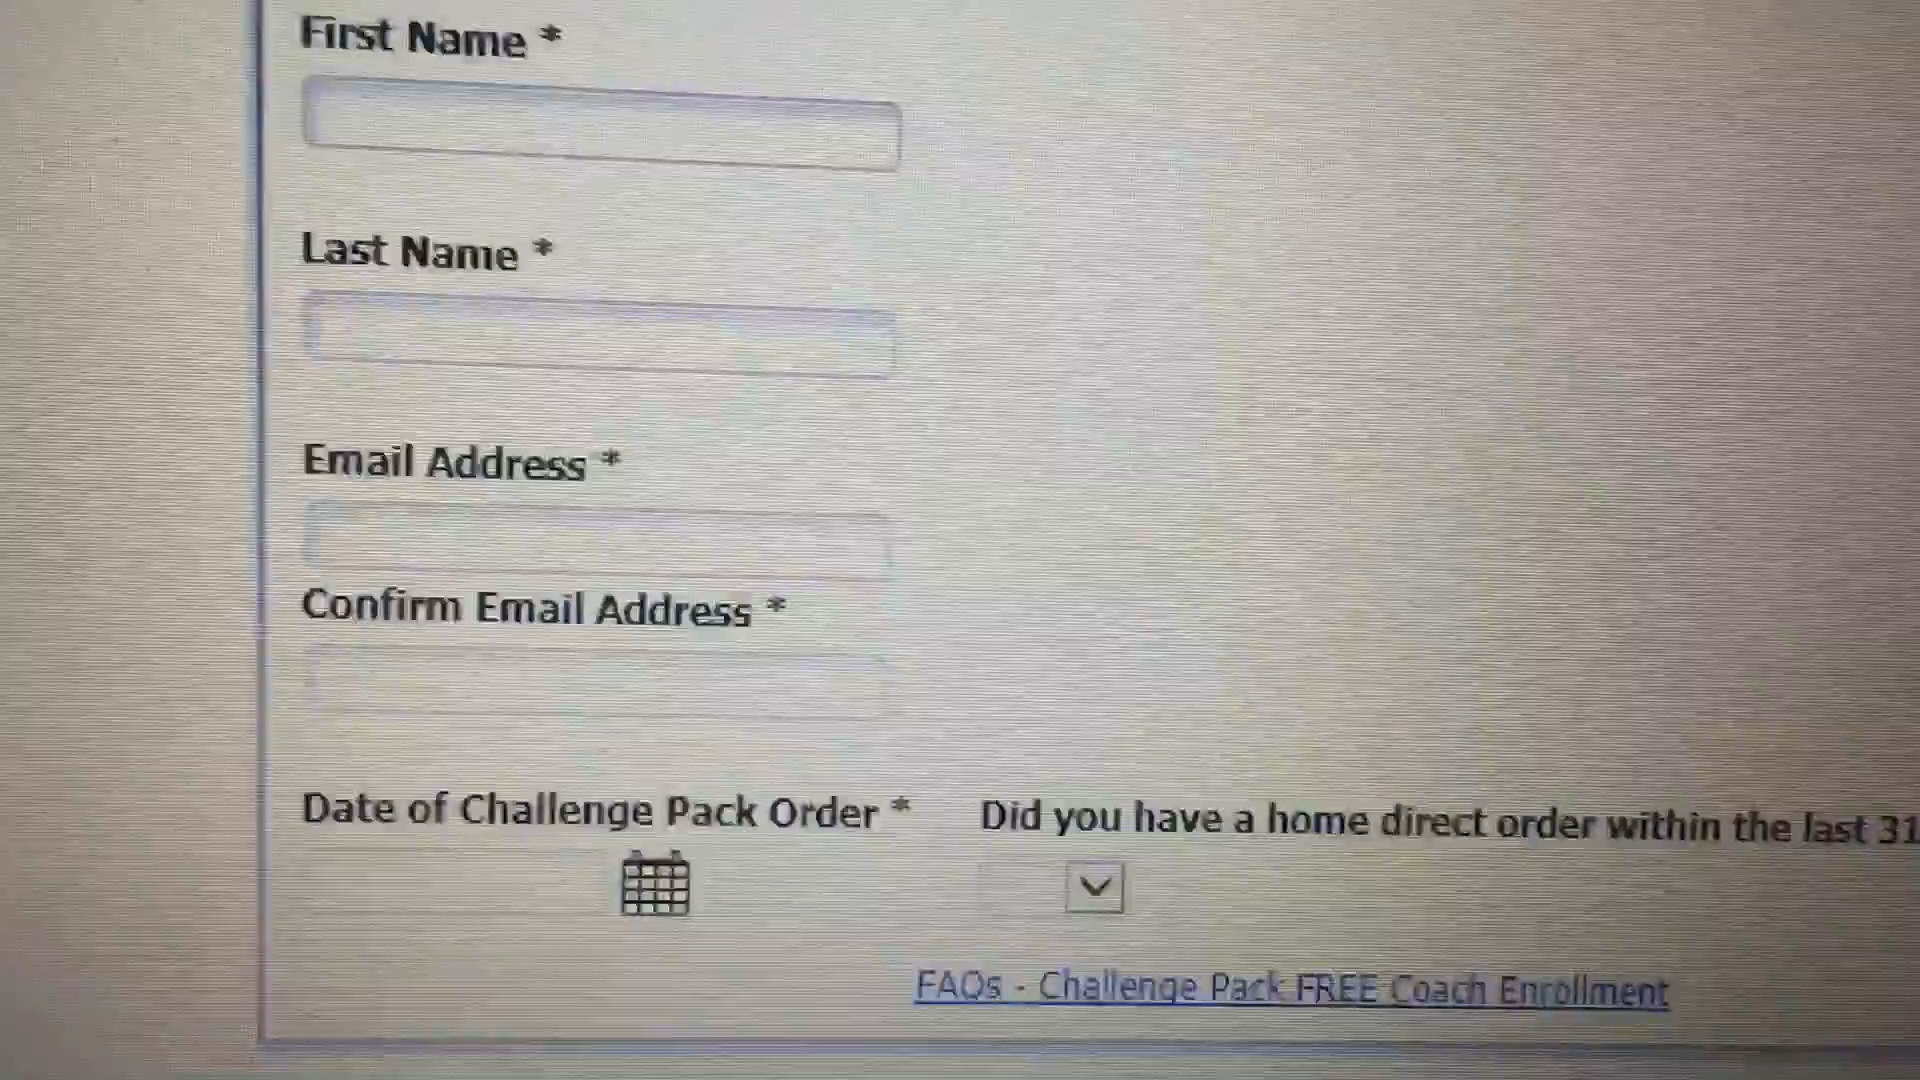 First Name *
Last Name *
Email Address *
Confirm Email Address *
Date of Challenge Pack Order * Did you have a home direct order within the last 31
FAQs - Challenge Pack FREE Coach Enrollment